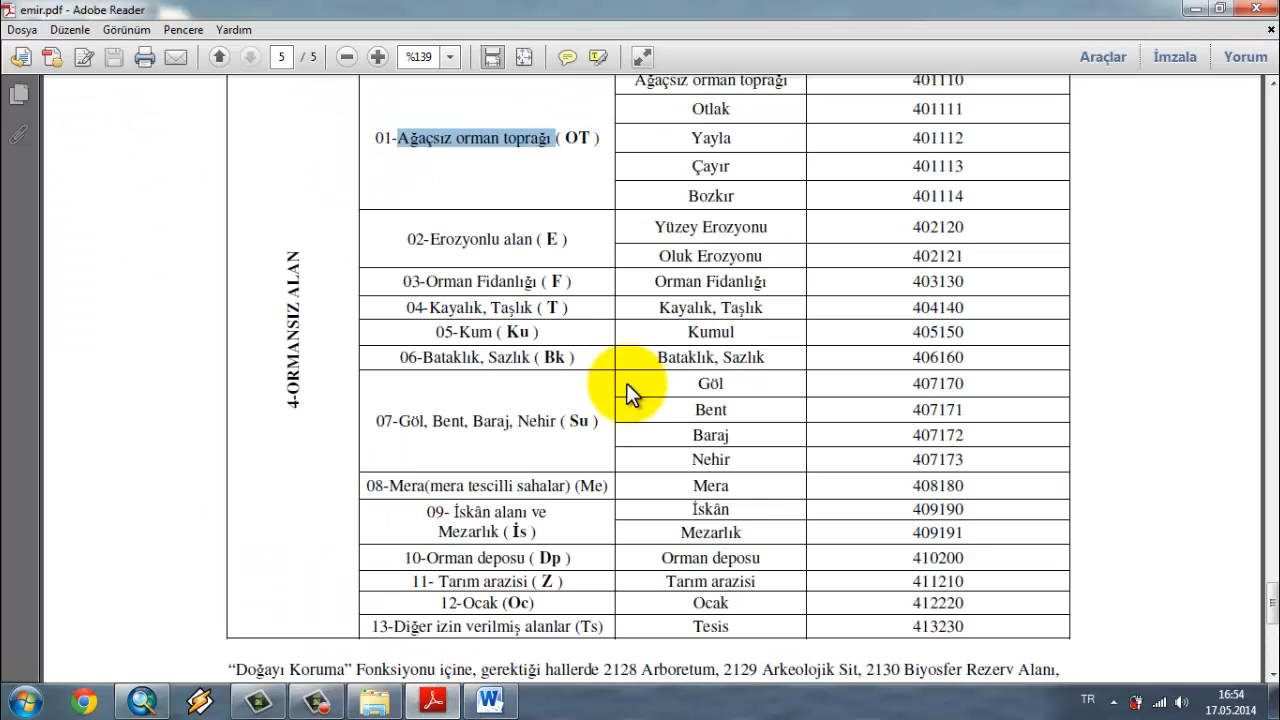 emir.pdf - Adobe Reader
Dosya Düzenle Görünüm Pencere Yardım
5 / 5 %139 Araçlar İmzala Yorum
4-ORMANSIZ ALAN
Ağaçsız orman toprağı 401110
Otlak 401111
01-Ağaçsız orman toprağı ( OT ) Yayla 401112
Çayır 401113
Bozkır 401114
02-Erozyonlu alan ( E ) Yüzey Erozyonu 402120
Oluk Erozyonu 402121
03-Orman Fidanlığı ( F ) Orman Fidanlığı 403130
04-Kayalık, Taşlık ( T ) Kayalık, Taşlık 404140
05-Kum ( Ku ) Kumul 405150
06-Bataklık, Sazlık ( Bk ) Bataklık, Sazlık 406160
07-Göl, Bent, Baraj, Nehir ( Su ) Göl 407170
Bent 407171
Baraj 407172
Nehir 407173
08-Mera(mera tescilli sahalar) (Me) Mera 408180
09- İskân alanı ve İskân 409190
Mezarlık ( İs ) Mezarlık 409191
10-Orman deposu ( Dp ) Orman deposu 410200
11- Tarım arazisi ( Z ) Tarım arazisi 411210
12-Ocak (Oc) Ocak 412220
13-Diğer izin verilmiş alanlar (Ts) Tesis 413230
“Doğayı Koruma” Fonksiyonu içine, gerektiği hallerde 2128 Arboretum, 2129 Arkeolojik Sit, 2130 Biyosfer Rezerv Alanı,
TR 16:54
17.05.2014